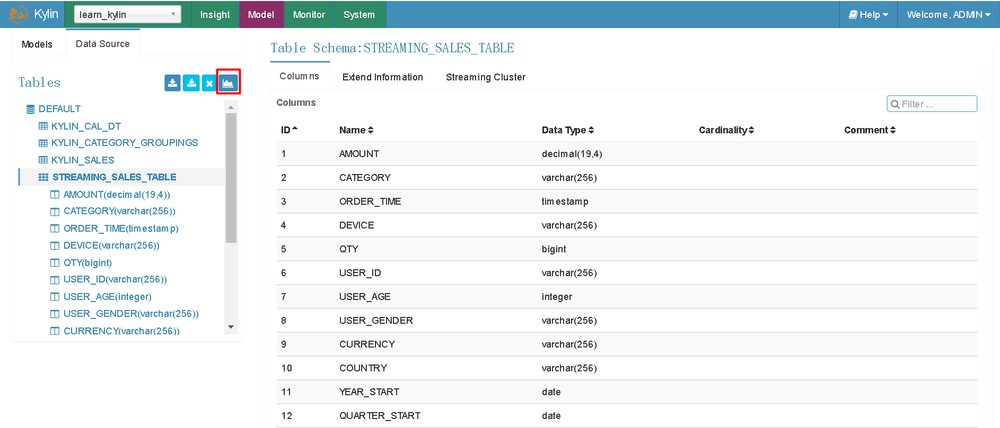 Kylin learn_kylin Insight Model Monitor System Help Welcome, ADMIN
Models Data Source
Tables
DEFAULT
KYLIN_CAL_DT
KYLIN_CATEGORY_GROUPINGS
KYLIN_SALES
STREAMING_SALES_TABLE
AMOUNT(decimal(19,4))
CATEGORY(varchar(256))
ORDER_TIME(timestamp)
DEVICE(varchar(256))
QTY(bigint)
USER_ID(varchar(256))
USER_AGE(integer)
USER_GENDER(varchar(256))
CURRENCY(varchar(256))
Table Schema:STREAMING_SALES_TABLE
Columns Extend Information Streaming Cluster
Columns Filter ...
ID Name Data Type Cardinality Comment
1 AMOUNT decimal(19,4)
2 CATEGORY varchar(256)
3 ORDER_TIME timestamp
4 DEVICE varchar(256)
5 QTY bigint
6 USER_ID varchar(256)
7 USER_AGE integer
8 USER_GENDER varchar(256)
9 CURRENCY varchar(256)
10 COUNTRY varchar(256)
11 YEAR_START date
12 QUARTER_START date